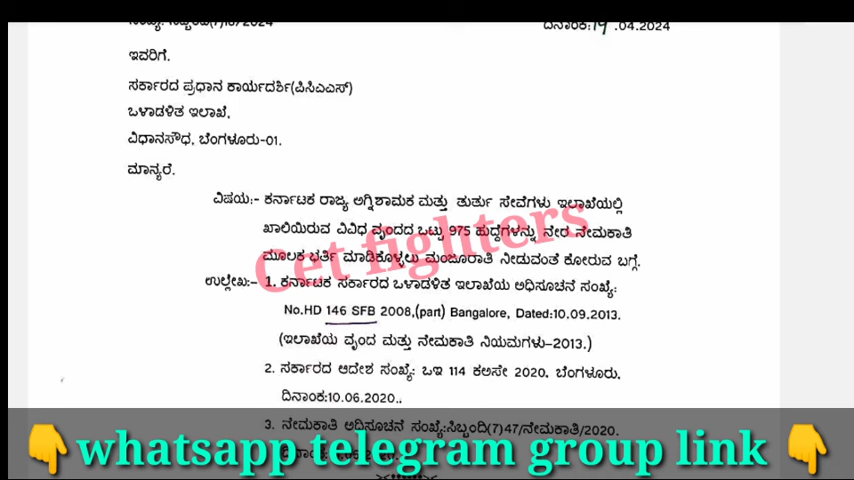 ಸಂಖ್ಯೆ: ಸಿಬ್ಬಂದಿ(7)16/2024 ದಿನಾಂಕ:19.04.2024
ಇವರಿಗೆ.
ಸರ್ಕಾರದ ಪ್ರಧಾನ ಕಾರ್ಯದರ್ಶಿ(ಪಿಸಿಎಎಸ್)
ಒಳಾಡಳಿತ ಇಲಾಖೆ,
ವಿಧಾನಸೌಧ, ಬೆಂಗಳೂರು-01.
ಮಾನ್ಯರೆ.
ವಿಷಯ:- ಕರ್ನಾಟಕ ರಾಜ್ಯ ಅಗ್ನಿಶಾಮಕ ಮತ್ತು ತುರ್ತು ಸೇವೆಗಳು ಇಲಾಖೆಯಲ್ಲಿ
ಖಾಲಿಯಿರುವ ವಿವಿಧ ವೃಂದದ ಒಟ್ಟು 975 ಹುದ್ದೆಗಳನ್ನು ನೇರ ನೇಮಕಾತಿ
ಮೂಲಕ ಭರ್ತಿ ಮಾಡಿಕೊಳ್ಳಲು ಮಂಜೂರಾತಿ ನೀಡುವಂತೆ ಕೋರುವ ಬಗ್ಗೆ.
Cet fighters
ಉಲ್ಲೇಖ:- 1. ಕರ್ನಾಟಕ ಸರ್ಕಾರದ ಒಳಾಡಳಿತ ಇಲಾಖೆಯ ಅಧಿಸೂಚನೆ ಸಂಖ್ಯೆ:
No.HD 146 SFB 2008,(part) Bangalore, Dated:10.09.2013.
(ಇಲಾಖೆಯ ವೃಂದ ಮತ್ತು ನೇಮಕಾತಿ ನಿಯಮಗಳು-2013.)
2. ಸರ್ಕಾರದ ಆದೇಶ ಸಂಖ್ಯೆ: ಒಇ 114 ಕಅಸೇ 2020, ಬೆಂಗಳೂರು,
ದಿನಾಂಕ:10.06.2020..
3. ನೇಮಕಾತಿ ಅಧಿಸೂಚನೆ ಸಂಖ್ಯೆ:ಸಿಬ್ಬಂದಿ(7)47/ನೇಮಕಾತಿ/2020.
👇whatsapp telegram group link 👇